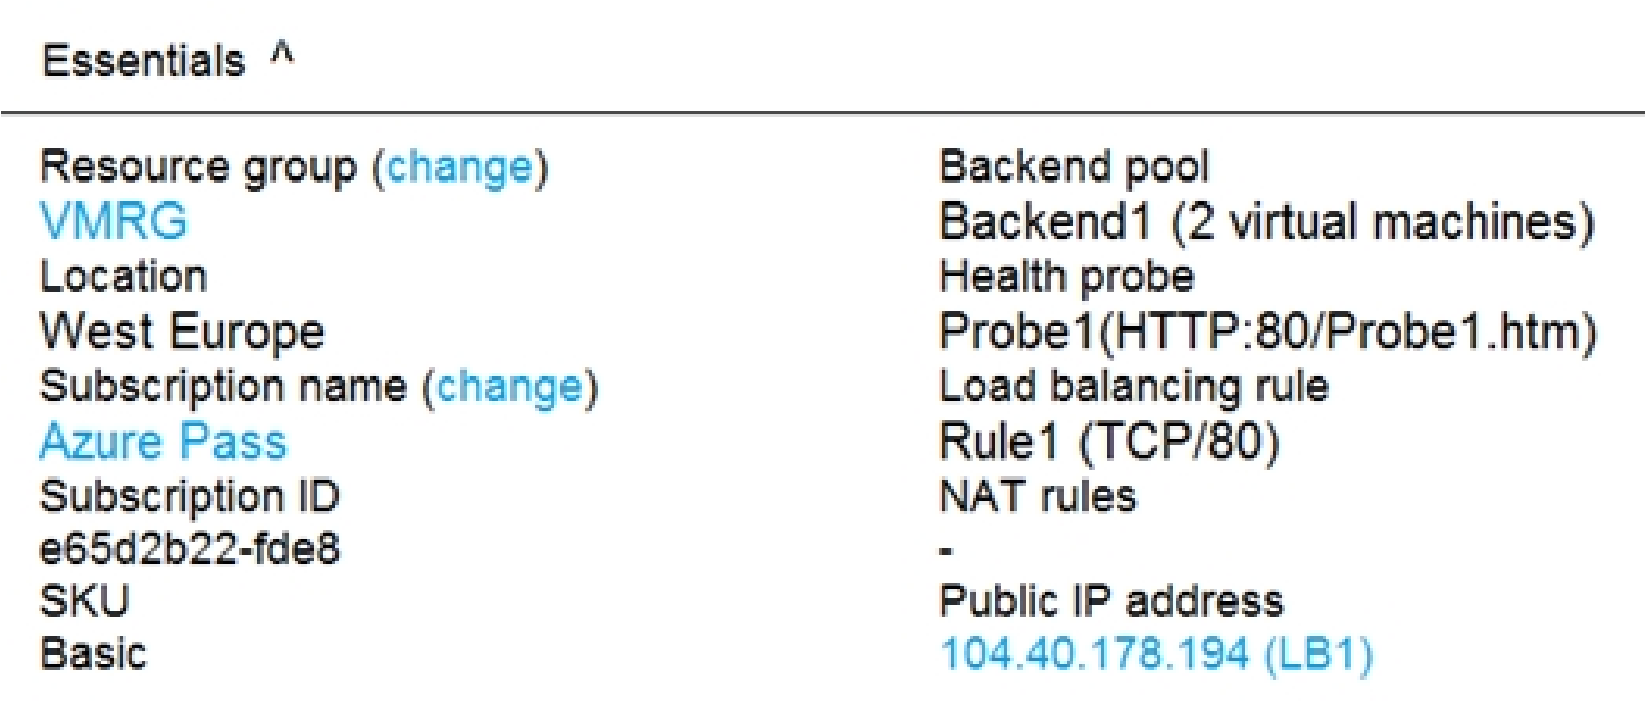 Essentials ^
Resource group (change)
VMRG
Location
West Europe
Subscription name (change)
Azure Pass
Subscription ID
e65d2b22-fde8
SKU
Basic
Backend pool
Backend1 (2 virtual machines)
Health probe
Probe1(HTTP:80/Probe1.htm)
Load balancing rule
Rule1 (TCP/80)
NAT rules
-
Public IP address
104.40.178.194 (LB1)